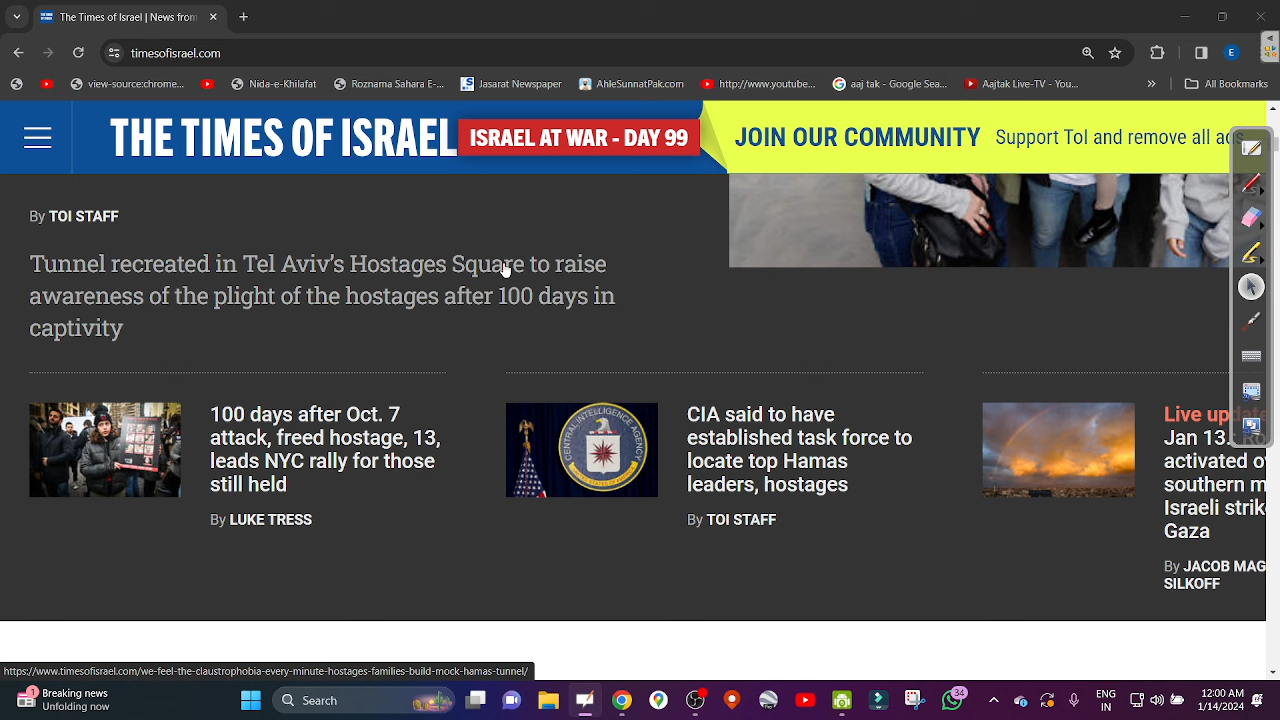 The Times of Israel | News from
timesofisrael.com
E
view-source:chrome...
Nida-e-Khilafat
Roznama Sahara E-...
Jasarat Newspaper
AhleSunnatPak.com
http://www.youtube...
aaj tak - Google Sea...
Aajtak Live-TV - You...
All Bookmarks
THE TIMES OF ISRAEL
ISRAEL AT WAR - DAY 99
JOIN OUR COMMUNITY
Support ToI and remove all ads
By TOI STAFF
Tunnel recreated in Tel Aviv's Hostages Square to raise
awareness of the plight of the hostages after 100 days in
captivity
100 days after Oct. 7
attack, freed hostage, 13,
leads NYC rally for those
still held
By LUKE TRESS
CENTRAL INTELLIGENCE AGENCY
CIA said to have
established task force to
locate top Hamas
leaders, hostages
By TOI STAFF
Live upd
Jan 13
activated o
southern m
Israeli strik
Gaza
By JACOB MAG
SILKOFF
https://www.timesofisrael.com/we-feel-the-claustrophobia-every-minute-hostages-families-build-mock-hamas-tunnel/
1
Breaking news
Unfolding now
Search
34
ENG
IN
12:00 AM
1/14/2024